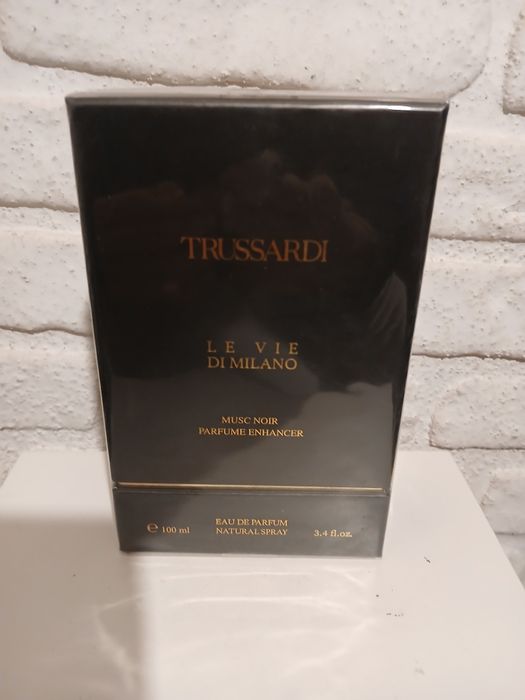 TRUSSARDI
LE VIE
DI MILANO
MUSC NOIR
PARFUME ENHANCER
℮ 100 ml
EAU DE PARFUM
NATURAL SPRAY
3.4 fl.oz.